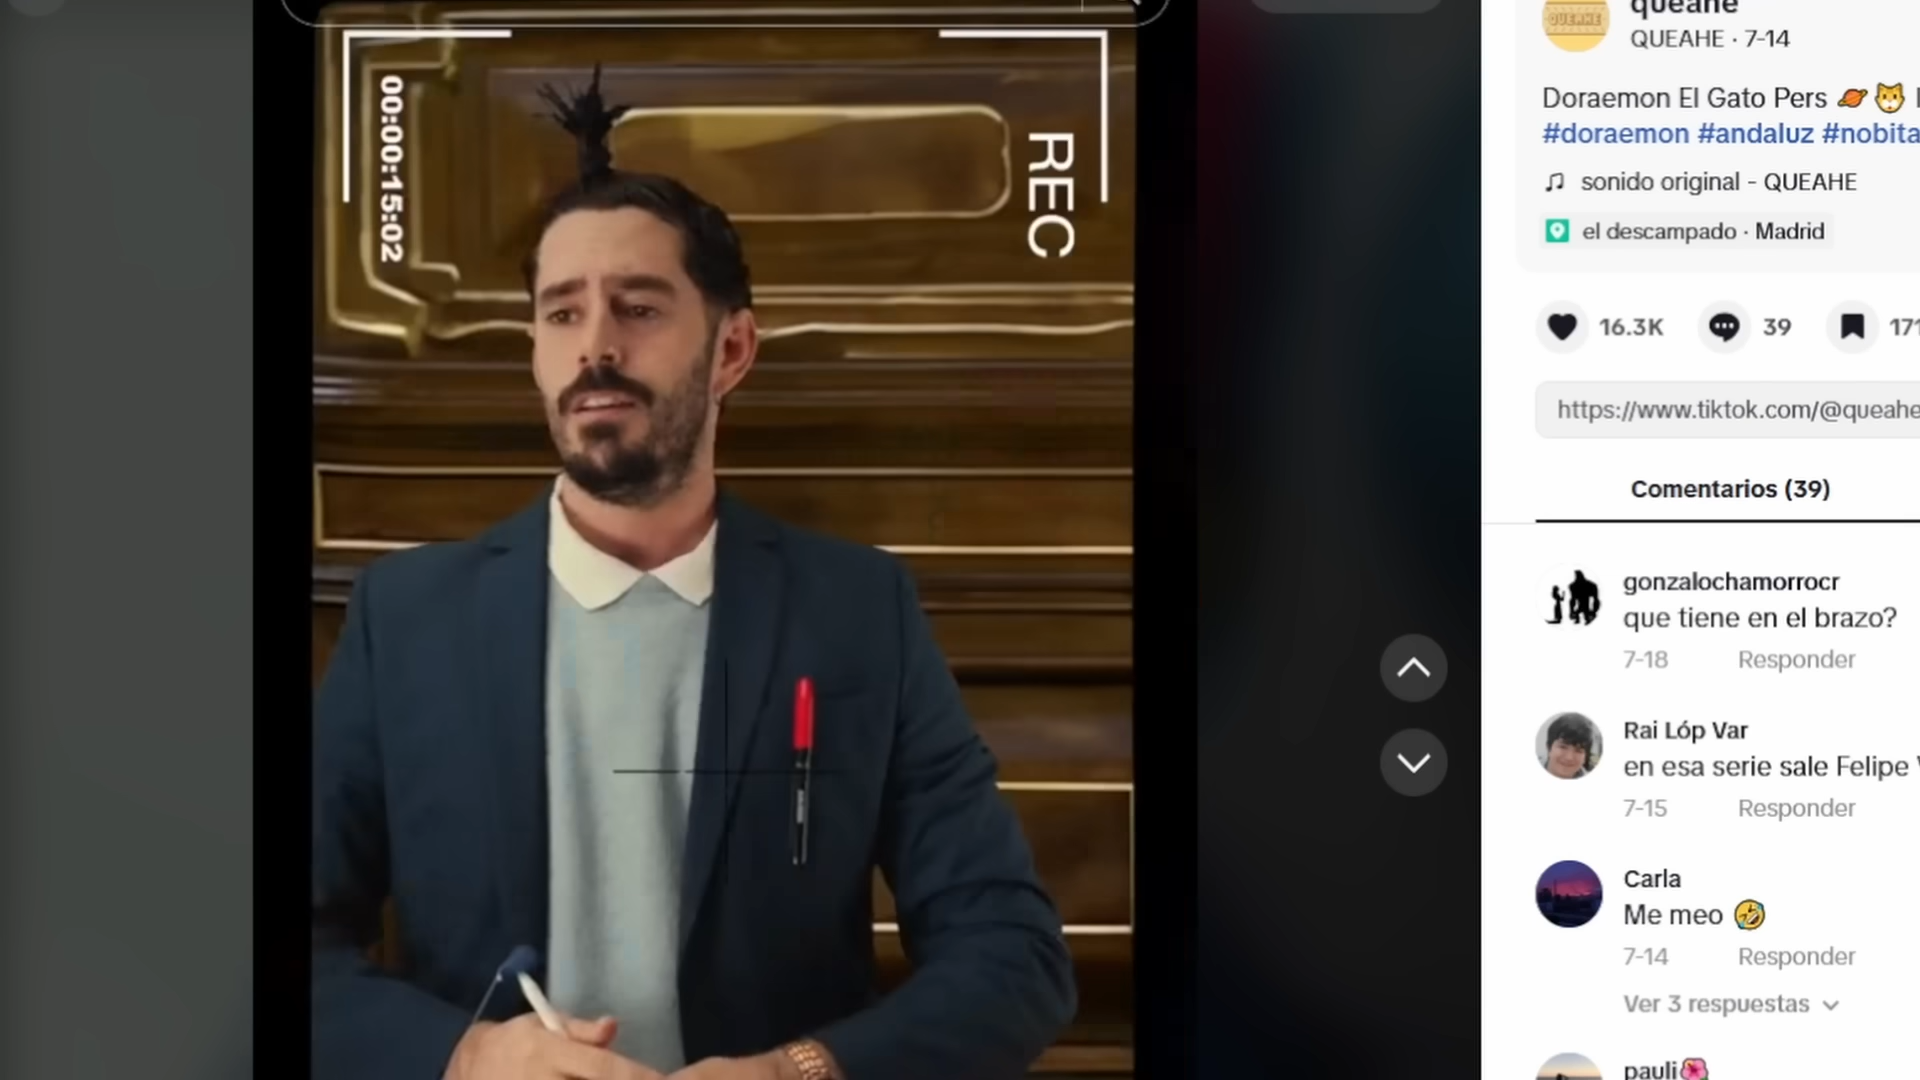 00:00:15:02
REC
queahe
QUEAHE · 7-14
Doraemon El Gato Pers 🪐🐱
#doraemon #andaluz #nobita
sonido original - QUEAHE
el descampado · Madrid
16.3K
39
171
https://www.tiktok.com/@queahe
Comentarios (39)
gonzalochamorrocr
que tiene en el brazo?
7-18 Responder
Rai Lóp Var
en esa serie sale Felipe
7-15 Responder
Carla
Me meo 🤣
7-14 Responder
Ver 3 respuestas
pauli🌺